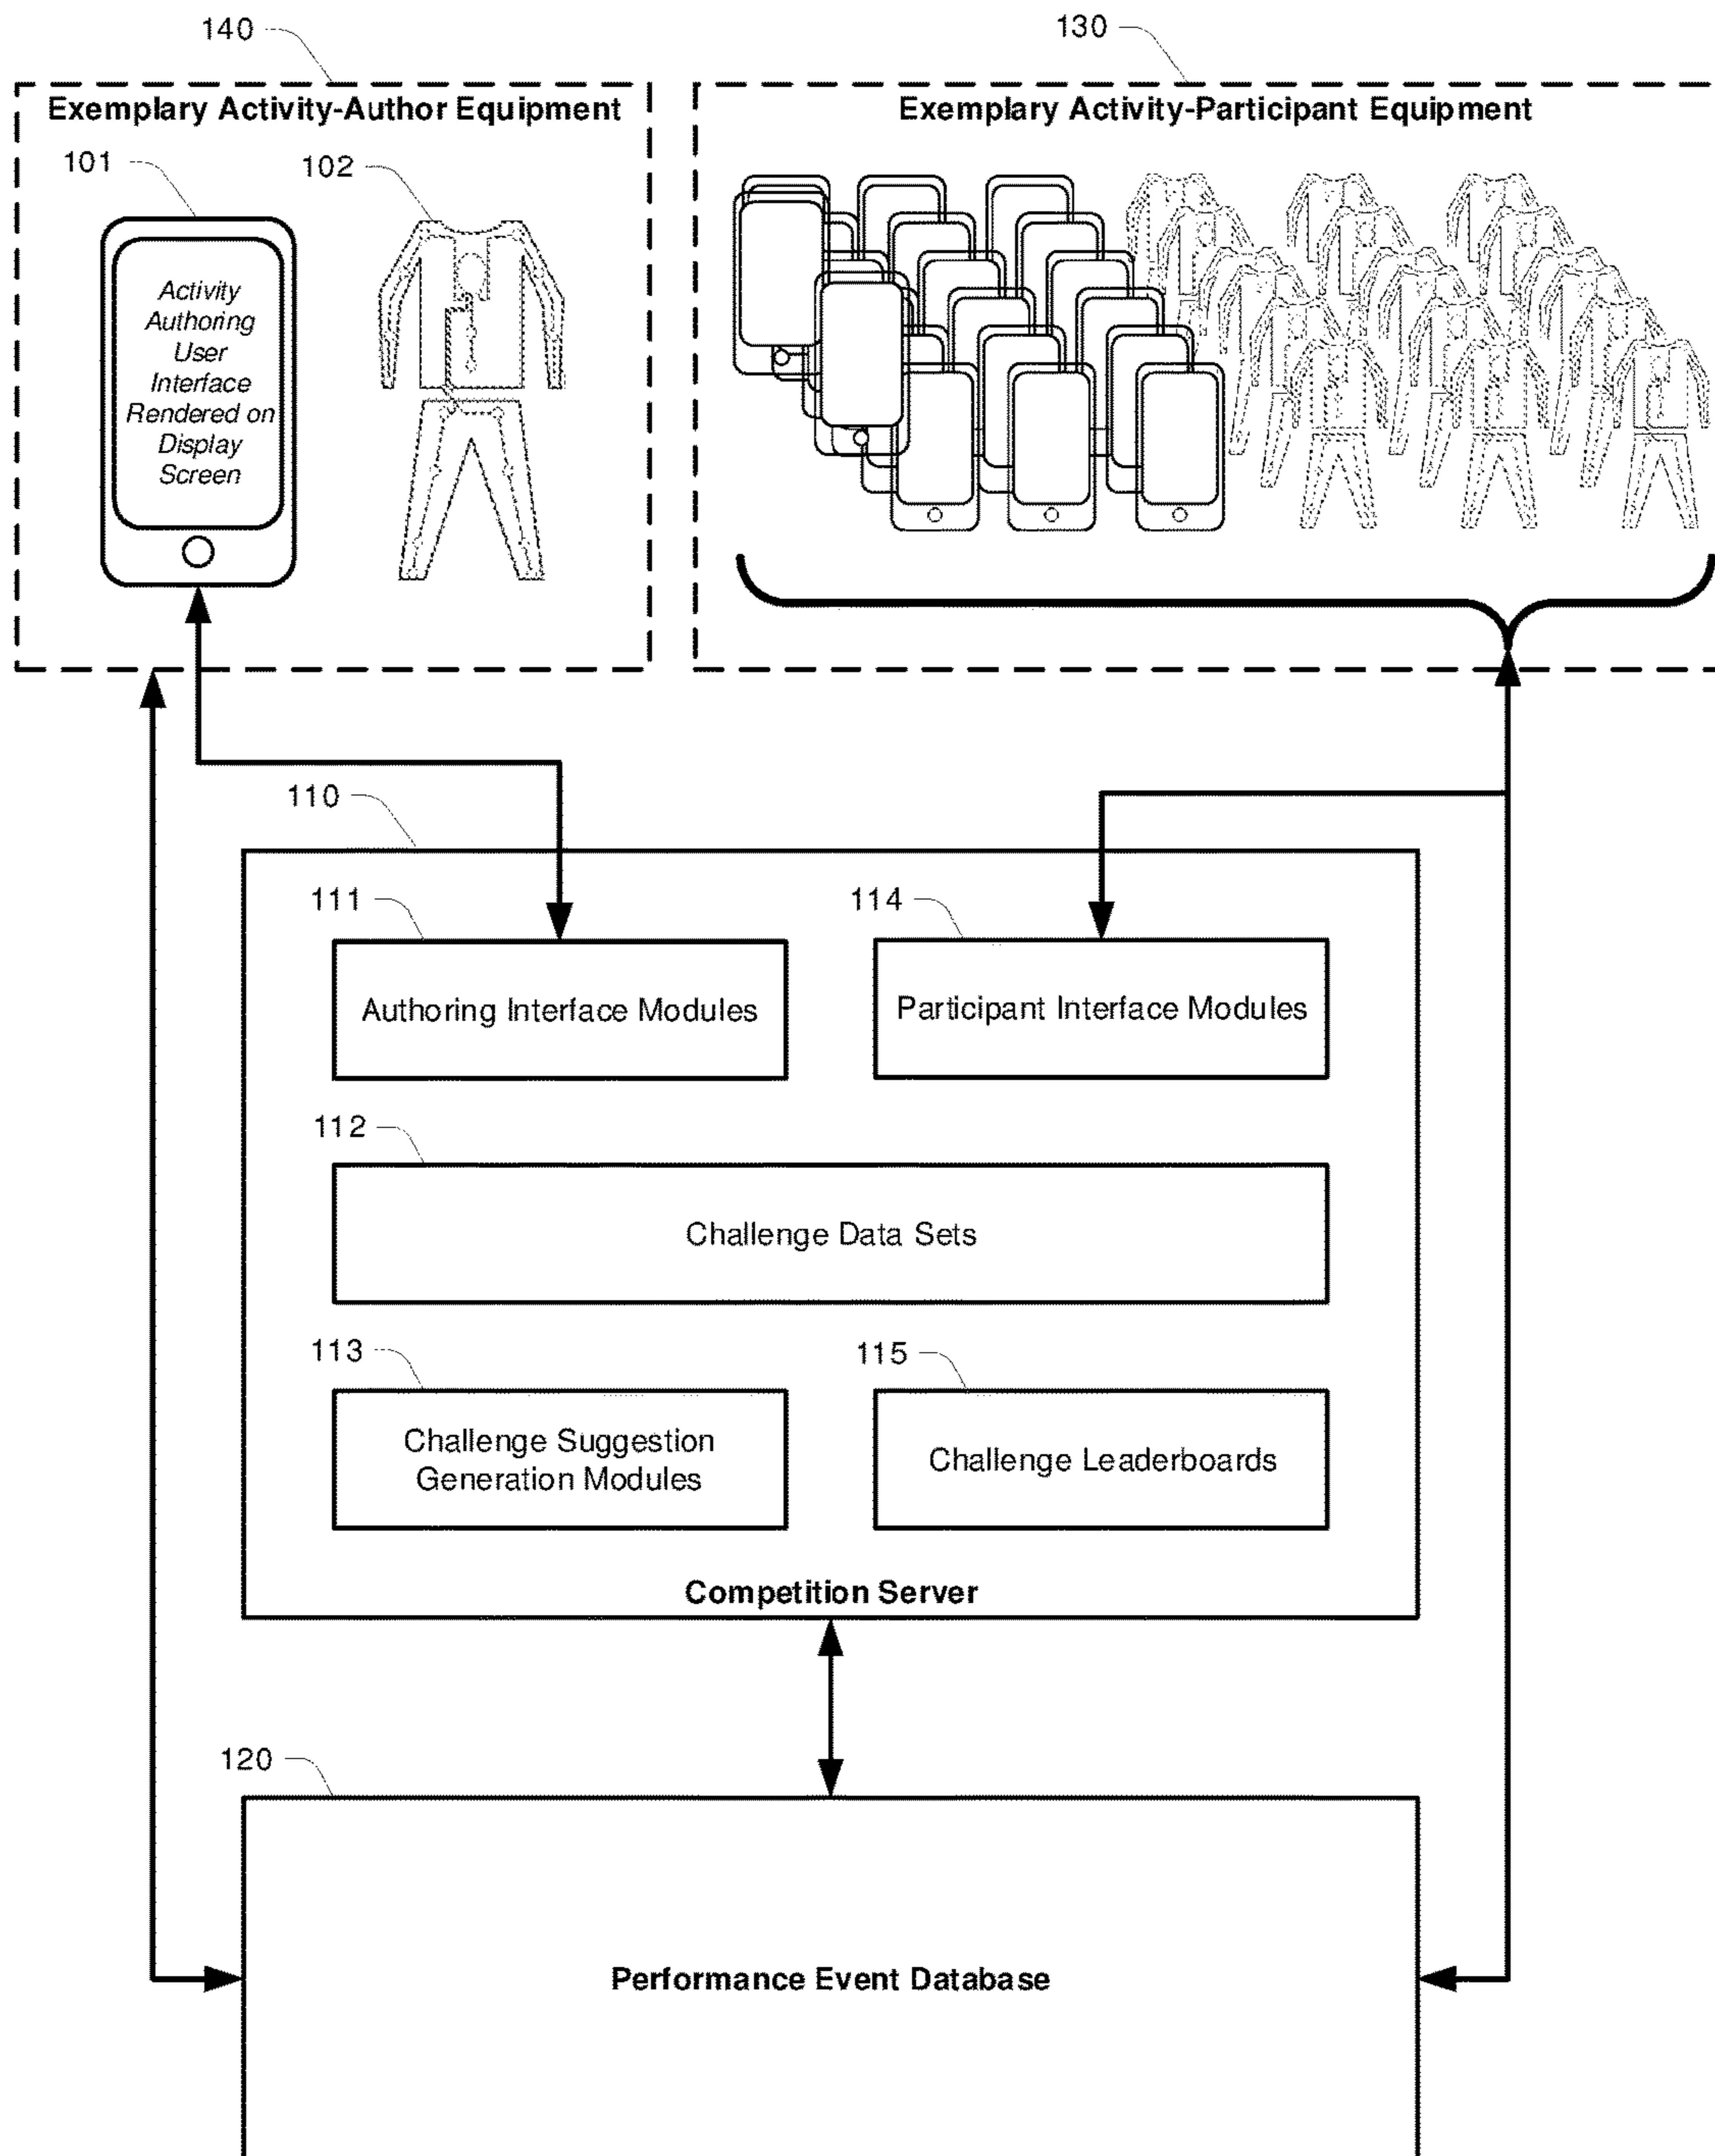 140
130
Exemplary Activity-Author Equipment
Exemplary Activity-Participant Equipment
101
102
Activity
Authoring
User
Interface
Rendered on
Display
Screen
110
111
114
Authoring Interface Modules
Participant Interface Modules
112
Challenge Data Sets
113
115
Challenge Suggestion
Generation Modules
Challenge Leaderboards
Competition Server
120
Performance Event Database